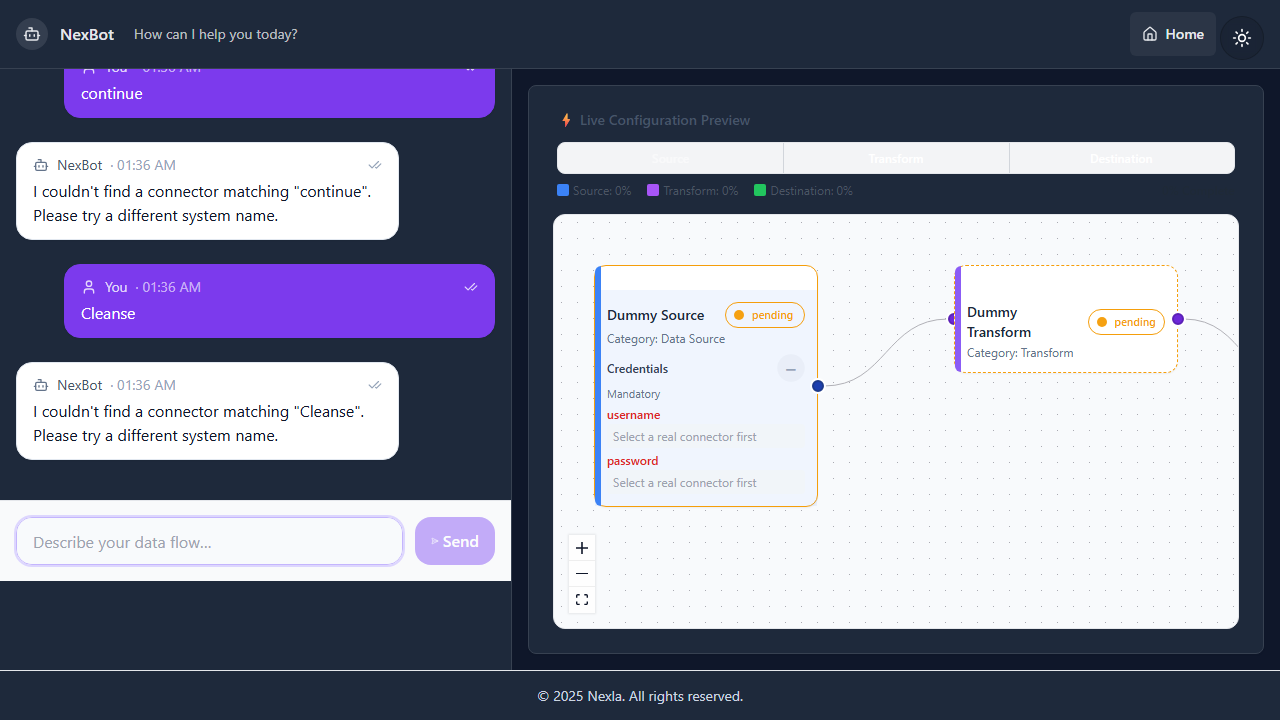 NexBot
How can I help you today?
Home
You · 01:36 AM
continue
NexBot · 01:36 AM
I couldn't find a connector matching "continue".
Please try a different system name.
You · 01:36 AM
Cleanse
NexBot · 01:36 AM
I couldn't find a connector matching "Cleanse".
Please try a different system name.
Describe your data flow...
Send
Live Configuration Preview
Source
Transform
Destination
Source: 0%
Transform: 0%
Destination: 0%
Dummy Source
pending
Category: Data Source
Credentials
Mandatory
username
Select a real connector first
password
Select a real connector first
Dummy
Transform
pending
Category: Transform
© 2025 Nexla. All rights reserved.